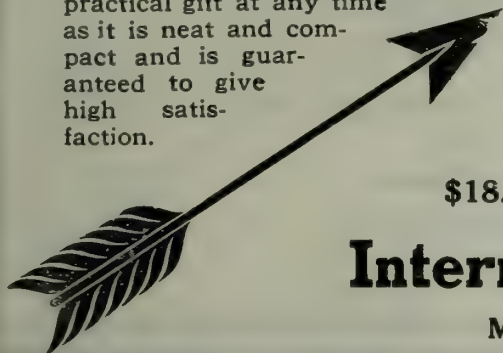 practical gift at any time
as it is neat and com-
pact and is guar-
anteed to give
high satis-
faction.
$18.
Inter
M